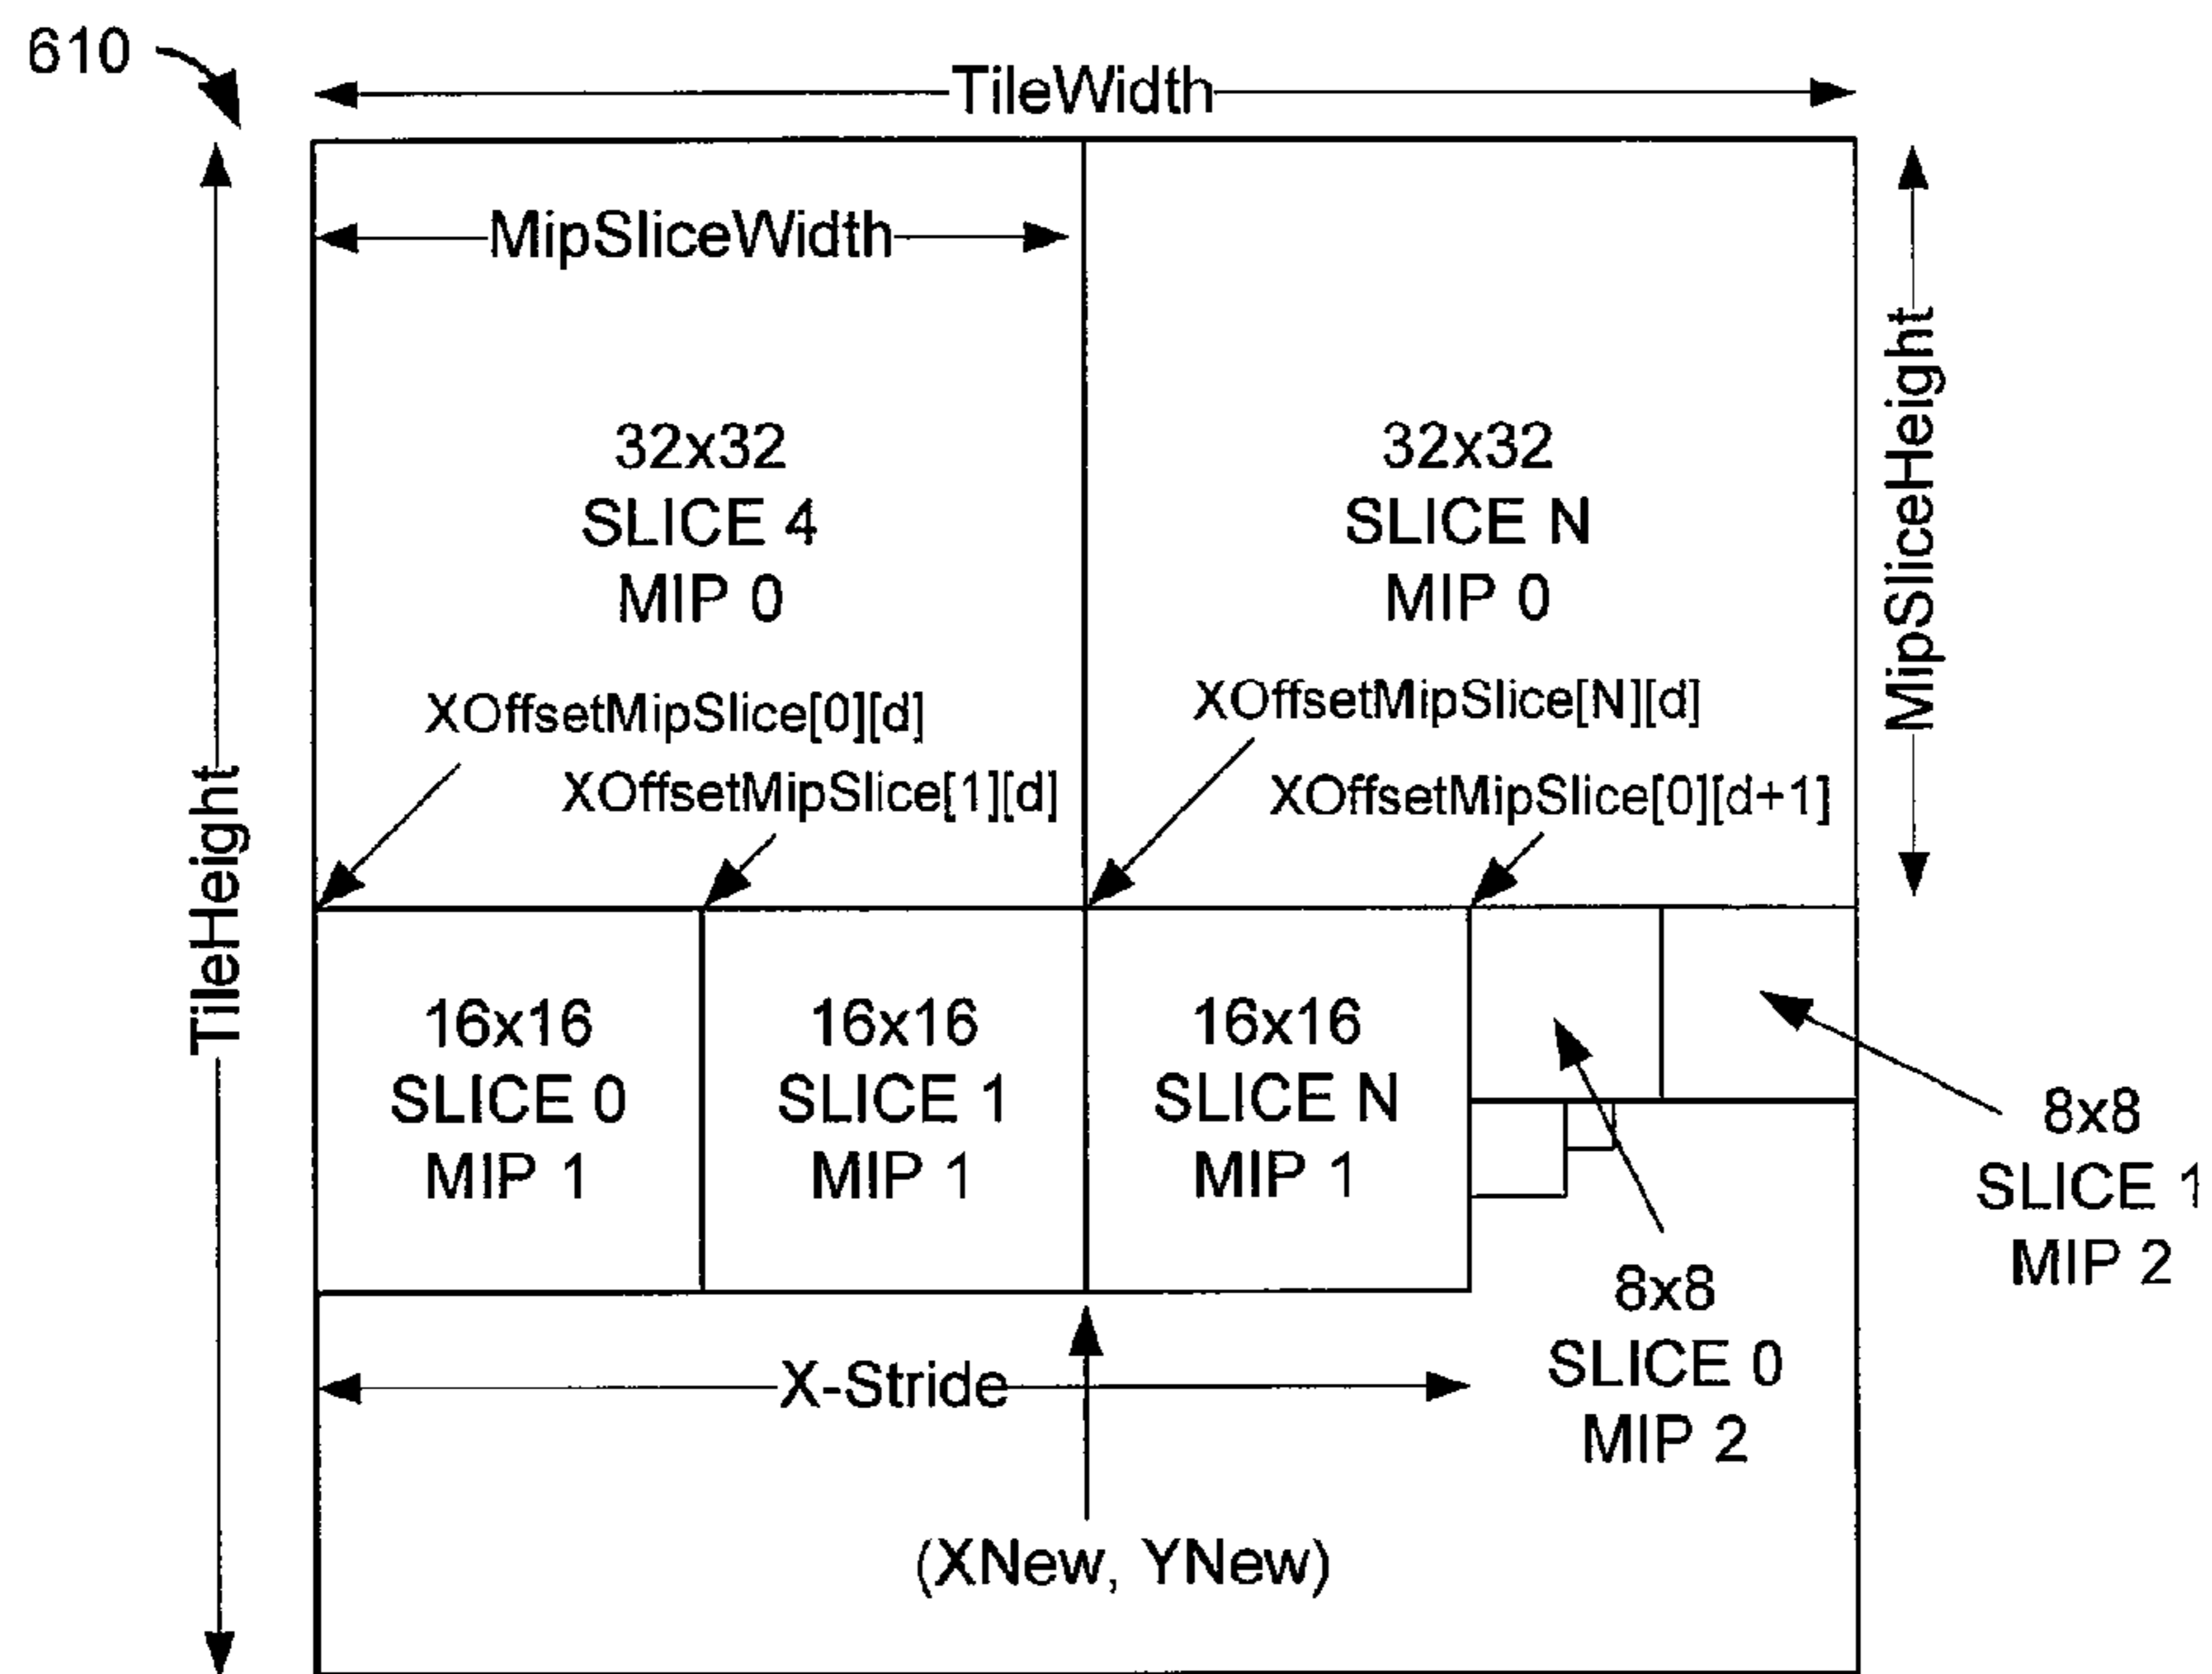 610
TileWidth
MipSliceWidth
MipSliceHeight
TileHeight
32x32
SLICE 4
MIP 0
32x32
SLICE N
MIP 0
XOffsetMipSlice[0][d]
XOffsetMipSlice[1][d]
XOffsetMipSlice[N][d]
XOffsetMipSlice[0][d+1]
16x16
SLICE 0
MIP 1
16x16
SLICE 1
MIP 1
16x16
SLICE N
MIP 1
8x8
SLICE 1
MIP 2
8x8
SLICE 0
MIP 2
X-Stride
(XNew, YNew)